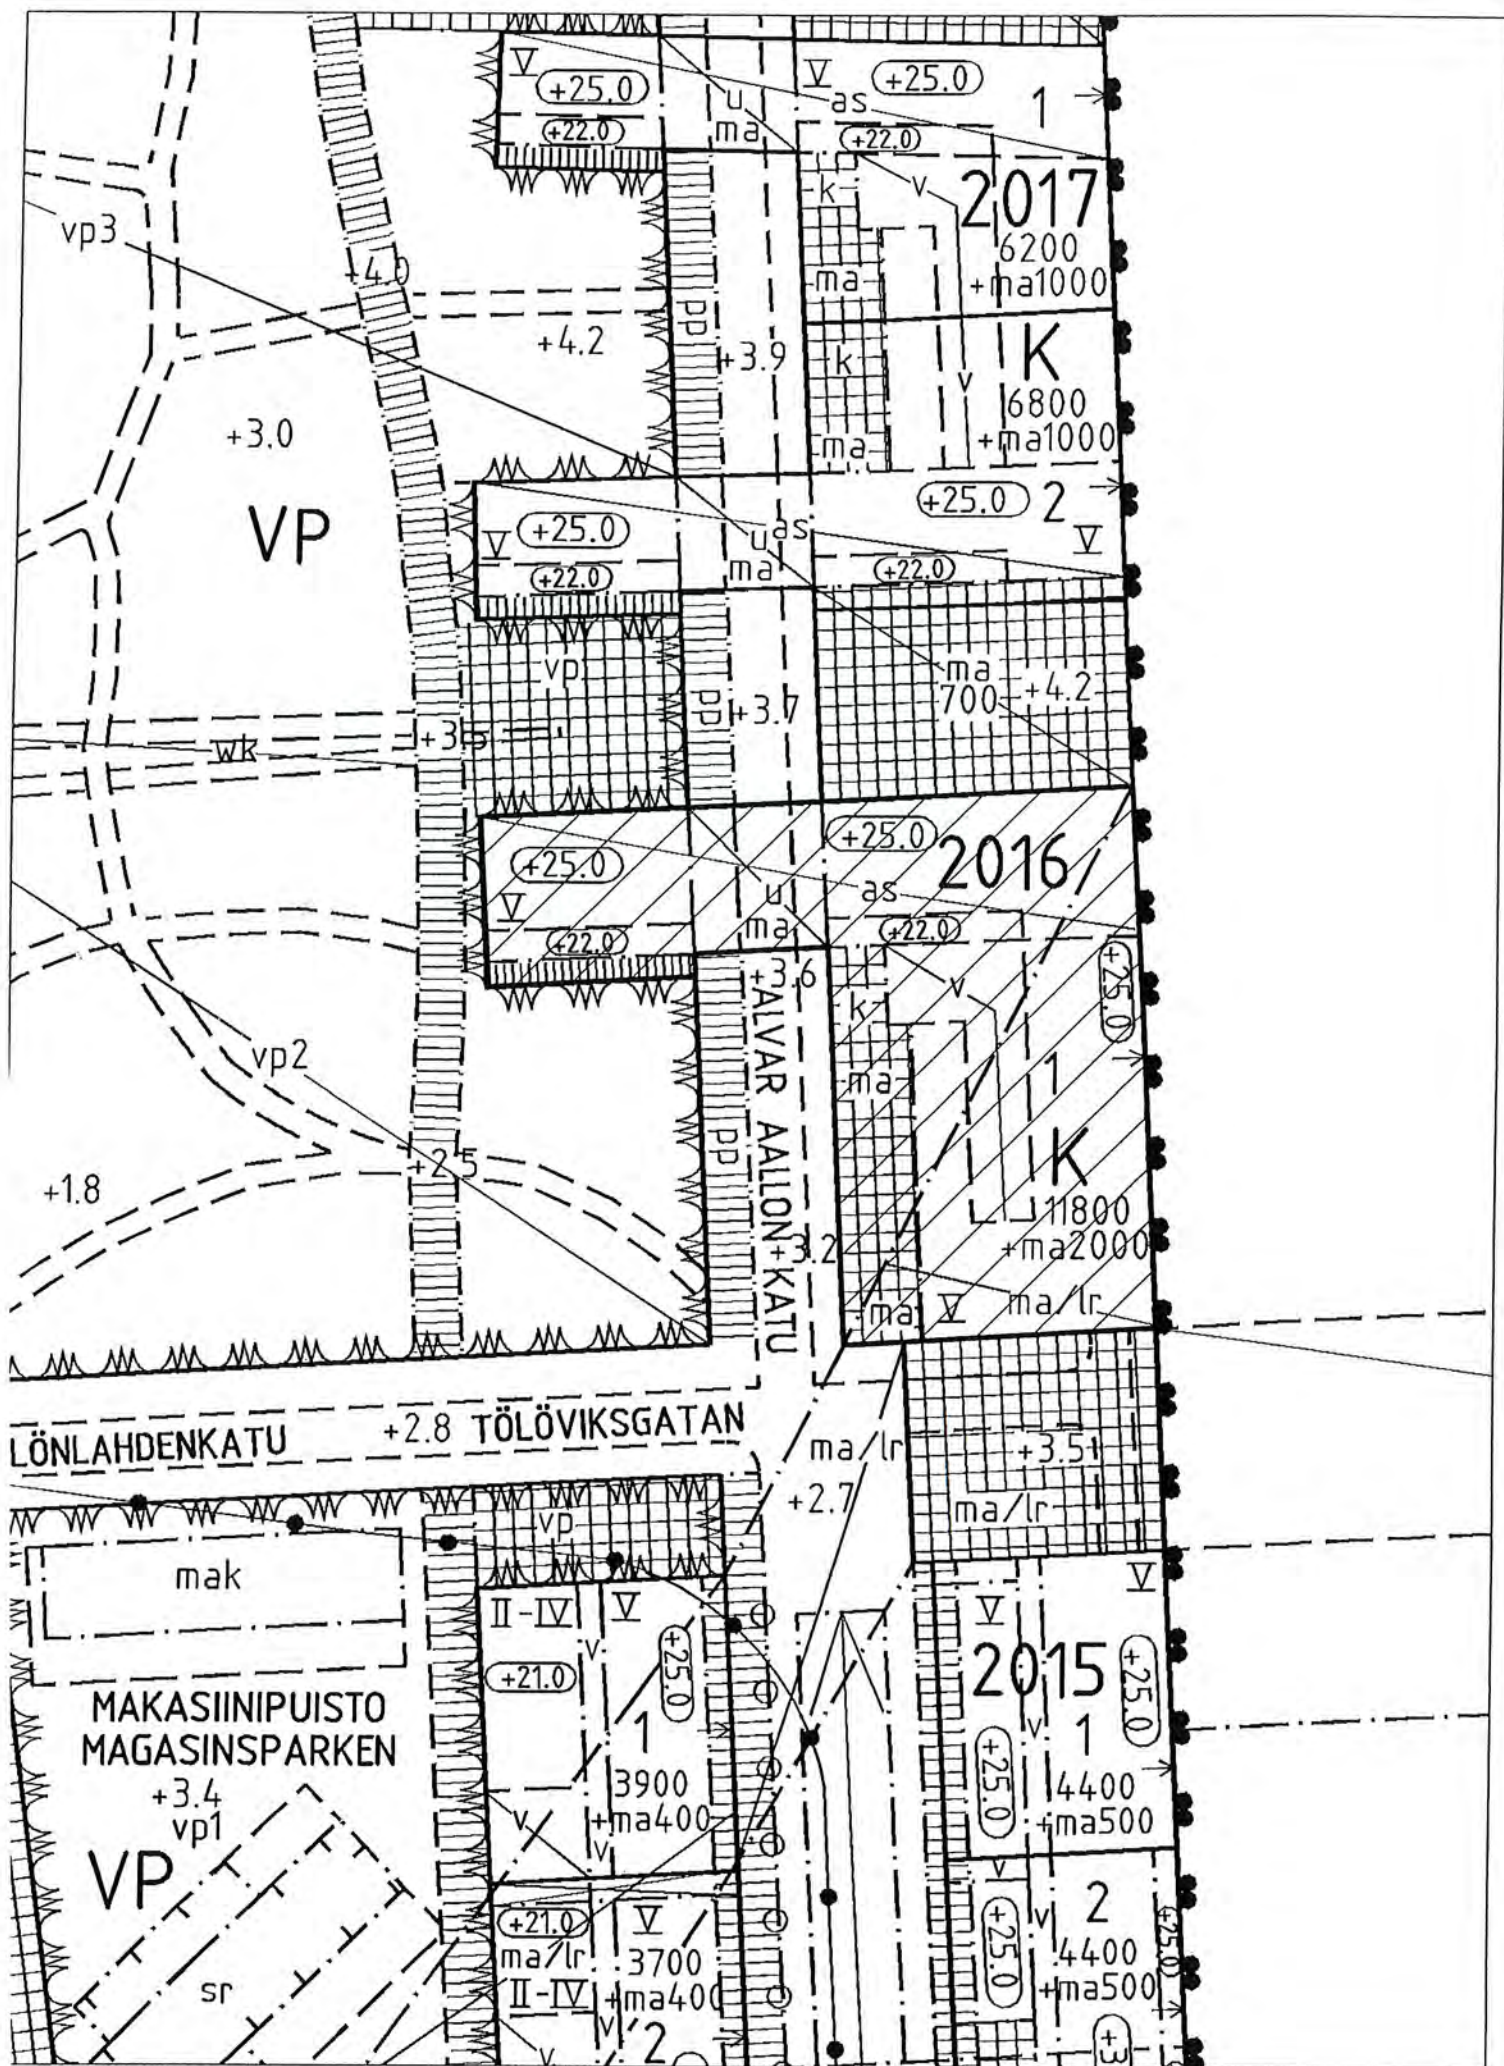 V
+25.0
u
ma
V
as
+25.0
1
+22.0
+22.0
k
v
2017
6200
+ma1000
vp3
+4.0
ma
pp
+4.2
+3.9
k
K
v
6800
+ma1000
+3.0
ma
VP
V
+25.0
u
as
ma
+25.0
2
V
+22.0
+22.0
vp
ma
700
+4.2
pp
+3.7
wk
+3.5
+25.0
V
+22.0
u
ma
+25.0
as
2016
+22.0
+3.6
k
v
+25.0
ALVAR AALLON KATU
vp2
ma
1
pp
K
+2.5
+1.8
11800
+ma2000
+3.2
ma
V
ma/lr
LÖNLAHDENKATU
+2.8
TÖLÖVIKSGATAN
ma/lr
+3.5
+2.7
ma/lr
vp
mak
II-IV
V
v
+21.0
+25.0
V
V
2015
+25.0
MAKASIINIPUISTO
MAGASINSPARKEN
+3.4
vp1
VP
1
3900
+ma400
v
v
+25.0
v
1
4400
+ma500
sr
+21.0
ma/lr
II-IV
V
3700
+ma400
v
2
v
v
+25.0
v
2
4400
+ma500
+25.0
+3